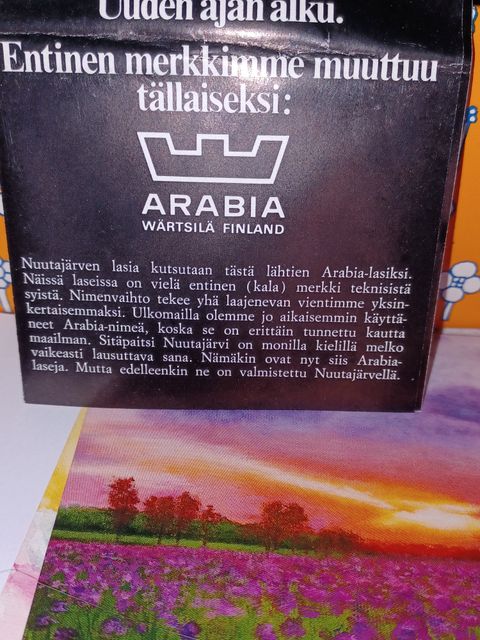 Uuden ajan alku.
Entinen merkkimme muuttuu
tällaiseksi:
ARABIA
WÄRTSILÄ FINLAND
Nuutajärven lasia kutsutaan tästä lähtien Arabia-lasiksi.
Näissä laseissa on vielä entinen (kala) merkki teknisistä
syistä. Nimenvaihto tekee yhä laajenevan vientimme yksin-
kertaisemmaksi. Ulkomailla olemme jo aikaisemmin käyttä-
neet Arabia-nimeä, koska se on erittäin tunnettu kautta
maailman. Sitäpaitsi Nuutajärvi on monilla kielillä melko
vaikeasti lausuttava sana. Nämäkin ovat nyt siis Arabia-
laseja. Mutta edelleenkin ne on valmistettu Nuutajärvellä.